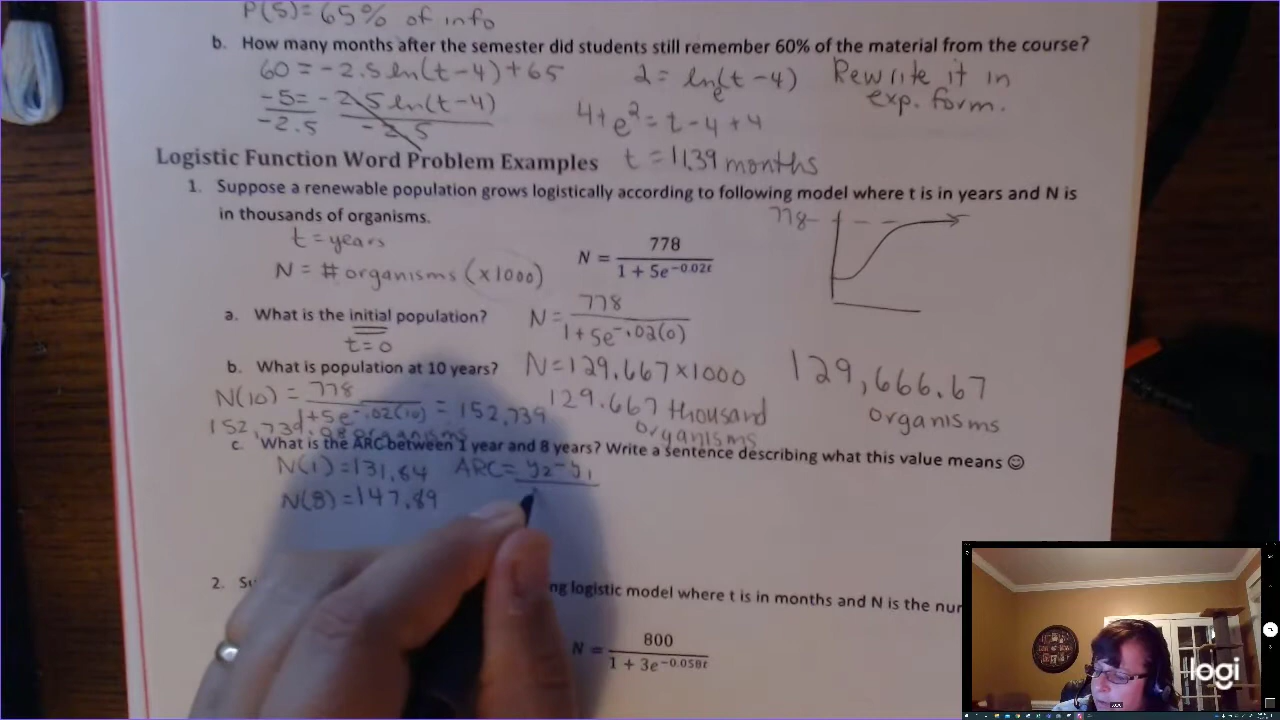 P(5) = 65% of info
b. How many months after the semester did students still remember 60% of the material from the course?
60 = -2.5 ln(t-4) + 65
2 = ln(t-4)
e
Rewrite it in
exp. form.
-5 = -2.5 ln(t-4)
-2.5 -2.5
4 + e² = t - 4 + 4
t = 11.39 months
Logistic Function Word Problem Examples
1. Suppose a renewable population grows logistically according to following model where t is in years and N is
in thousands of organisms.
t = years
N = # organisms (x1000)
N = 778 / 1 + 5e^-0.02t
778
a. What is the initial population?
t = 0
N = 778 / 1 + 5e^-.02(0)
b. What is population at 10 years?
N = 129.667 x 1000
129,666.67
organisms
129.667 thousand
organisms
N(10) = 778 / 1 + 5e^-.02(10) = 152.739
152,739.08 organisms
c. What is the ARC between 1 year and 8 years? Write a sentence describing what this value means ☺
N(1) = 131.84
ARC = y₂ - y₁
N(8) = 147.89
2.
logistic model where t is in months and N is the
N = 800 / 1 + 3e^-0.058t
logi